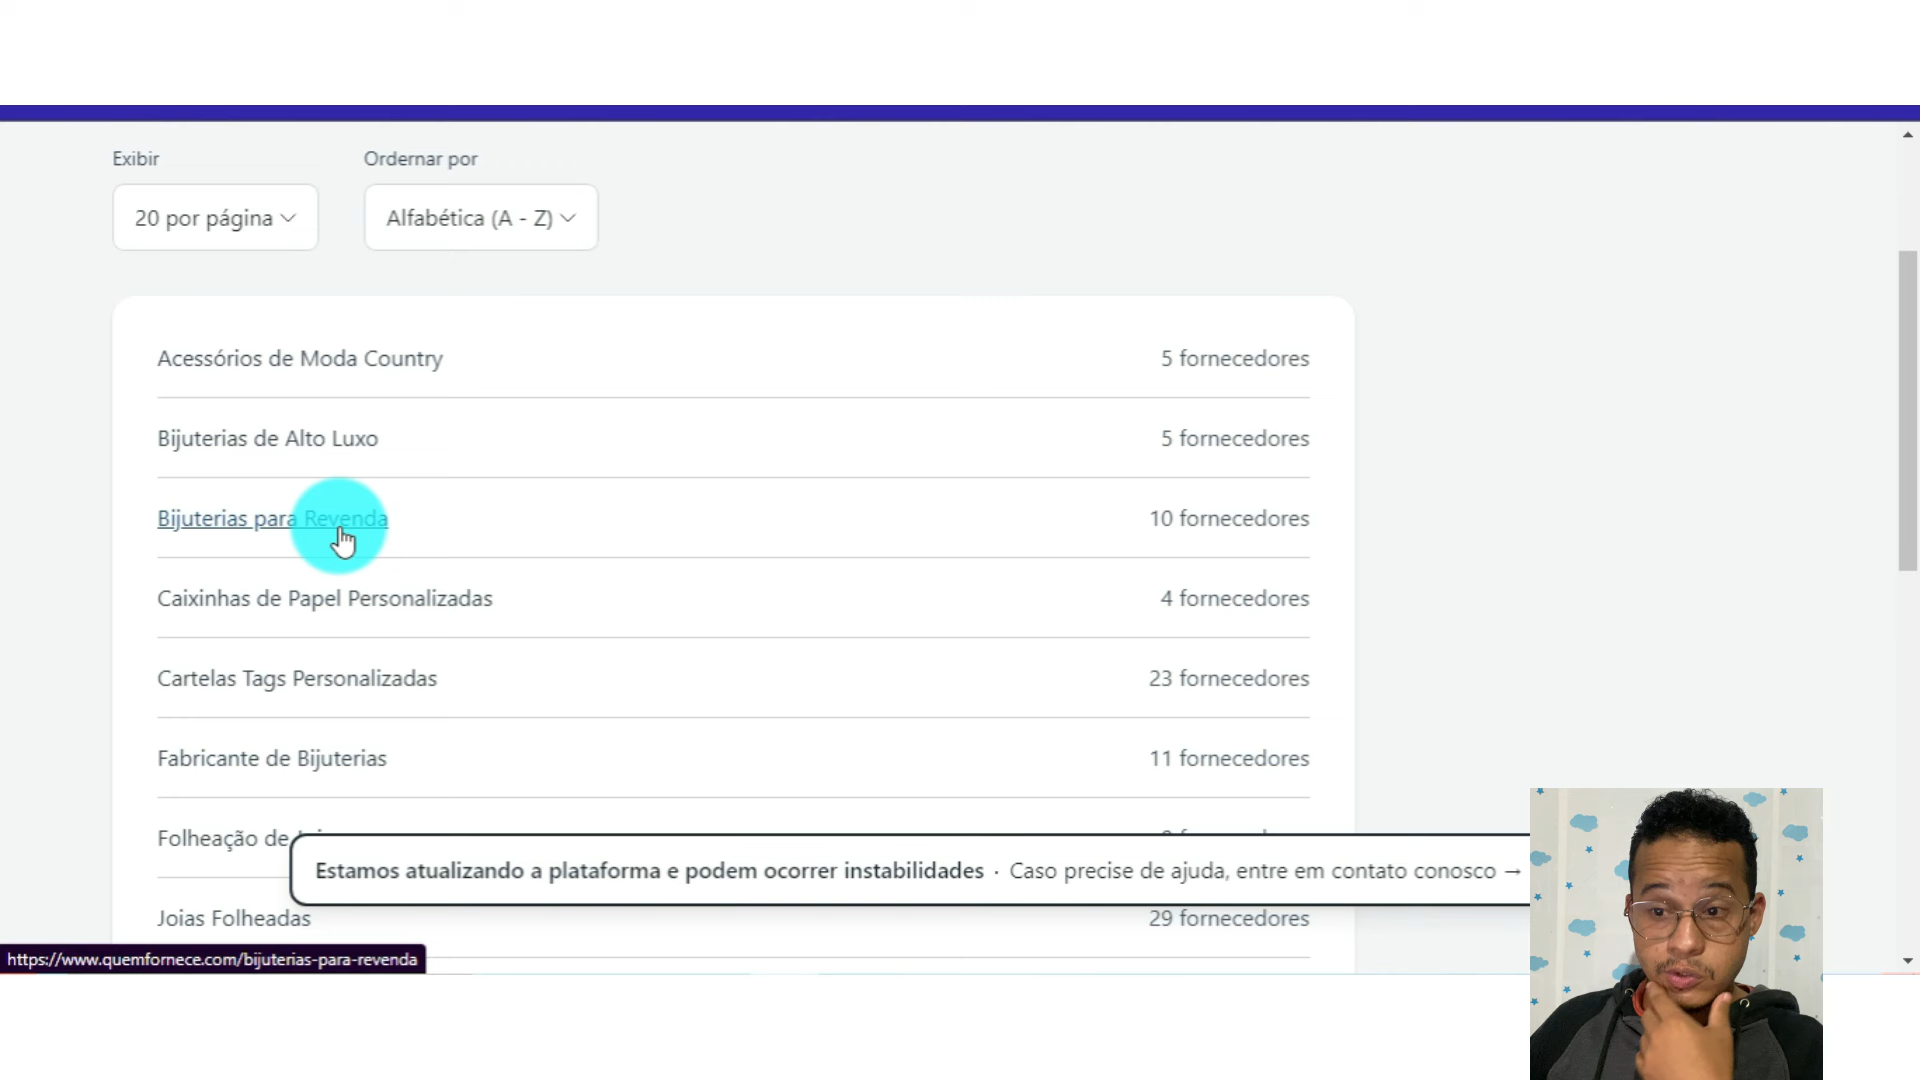 Exibir
Ordernar por
20 por página
Alfabética (A - Z)
Acessórios de Moda Country
5 fornecedores
Bijuterias de Alto Luxo
5 fornecedores
Bijuterias para Revenda
10 fornecedores
Caixinhas de Papel Personalizadas
4 fornecedores
Cartelas Tags Personalizadas
23 fornecedores
Fabricante de Bijuterias
11 fornecedores
Folheação de
Estamos atualizando a plataforma e podem ocorrer instabilidades · Caso precise de ajuda, entre em contato conosco →
Joias Folheadas
29 fornecedores
https://www.quemfornece.com/bijuterias-para-revenda